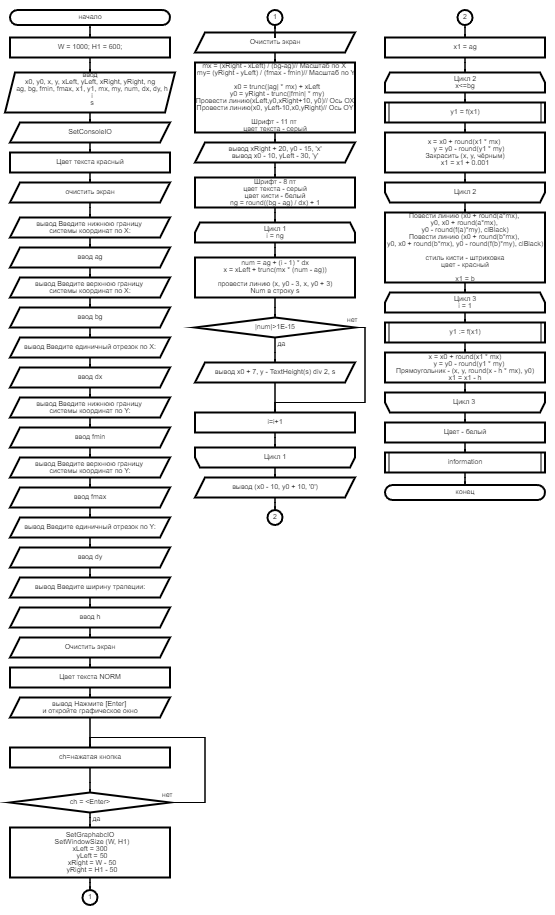 начало
W = 1000; H1 = 600;
ввод
x0, y0, x, y, xLeft, yLeft, xRight, yRight, ng
ag, bg, fmin, fmax, x1, y1, mx, my, num, dx, dy, h
i
s
SetConsoleIO
Цвет текста красный
очистить экран
вывод Введите нижнюю границу
системы координат по X:
ввод ag
вывод Введите верхнюю границу
системы координат по X:
ввод bg
вывод Введите единичный отрезок по X:
ввод dx
вывод Введите нижнюю границу
системы координат по Y:
ввод fmin
вывод Введите верхнюю границу
системы координат по Y:
ввод fmax
вывод Введите единичный отрезок по Y:
ввод dy
вывод Введите ширину трапеции:
ввод h
Очистить экран
Цвет текста NORM
вывод Нажмите [Enter]
и откройте графическое окно
ch=нажатая кнопка
ch = <Enter>
нет
да
SetGraphabcIO
SetWindowSize (W, H1)
xLeft = 300
yLeft = 50
xRight = W - 50
yRight = H1 - 50
1
1
Очистить экран
mx = (xRight - xLeft) / (bg-ag)// Масштаб по X
my= (yRight - yLeft) / (fmax - fmin)// Масштаб по Y
x0 = trunc(|ag| * mx) + xLeft
y0 = yRight - trunc(|fmin| * my)
Провести линию(xLeft,y0,xRight+10, y0)// Ось OX
Провести линию(x0, yLeft-10,x0,yRight)// Ось OY
Шрифт - 11 пт
цвет текста - серый
вывод xRight + 20, y0 - 15, 'x'
вывод x0 - 10, yLeft - 30, 'y'
Шрифт - 8 пт
цвет текста - серый
цвет кисти - белый
ng = round((bg - ag) / dx) + 1
Цикл 1
i = ng
num = ag + (i - 1) * dx
x = xLeft + trunc(mx * (num - ag))
провести линию (x, y0 - 3, x, y0 + 3)
Num в строку s
|num|>1E-15
нет
да
вывод x0 + 7, y - TextHeight(s) div 2, s
i=i+1
Цикл 1
вывод (x0 - 10, y0 + 10, '0')
2
2
x1 = ag
Цикл 2
x<=bg
y1 = f(x1)
x = x0 + round(x1 * mx)
y = y0 - round(y1 * my)
Закрасить (x, y, чёрным)
x1 = x1 + 0.001
Цикл 2
Повести линию (x0 + round(a*mx),
y0, x0 + round(a*mx),
y0 - round(f(a)*my), clBlack)
Повести линию (x0 + round(b*mx),
y0, x0 + round(b*mx), y0 - round(f(b)*my), clBlack)
стиль кисти - штриховка
цвет - красный
x1 = b
Цикл 3
i = 1
y1 := f(x1)
x = x0 + round(x1 * mx)
y = y0 - round(y1 * my)
Прямоугольник - (x, y, round(x - h * mx), y0)
x1 = x1 - h
Цикл 3
Цвет - белый
information
конец